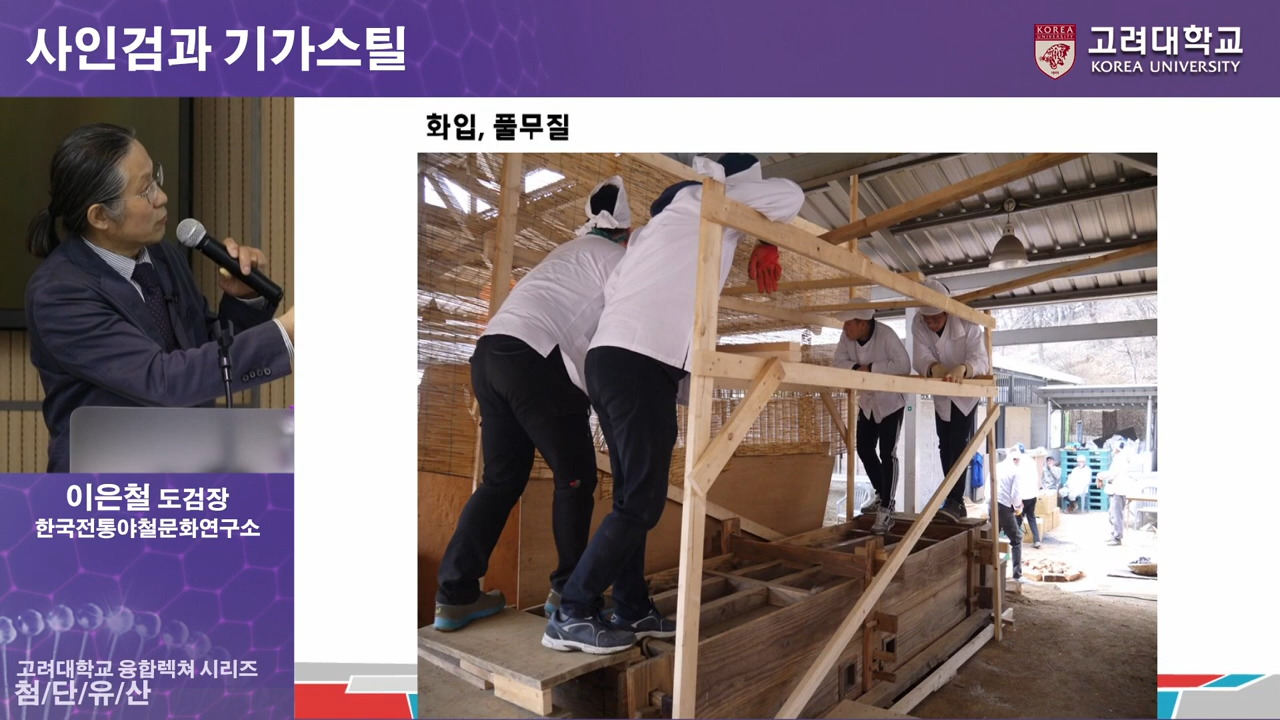 사인검과 기가스틸
KOREA
UNIVERSITY
고려대학교
KOREA UNIVERSITY
화입, 풀무질
이은철 도검장
한국전통야철문화연구소
고려대학교 융합렉쳐 시리즈
첨/단/유/산